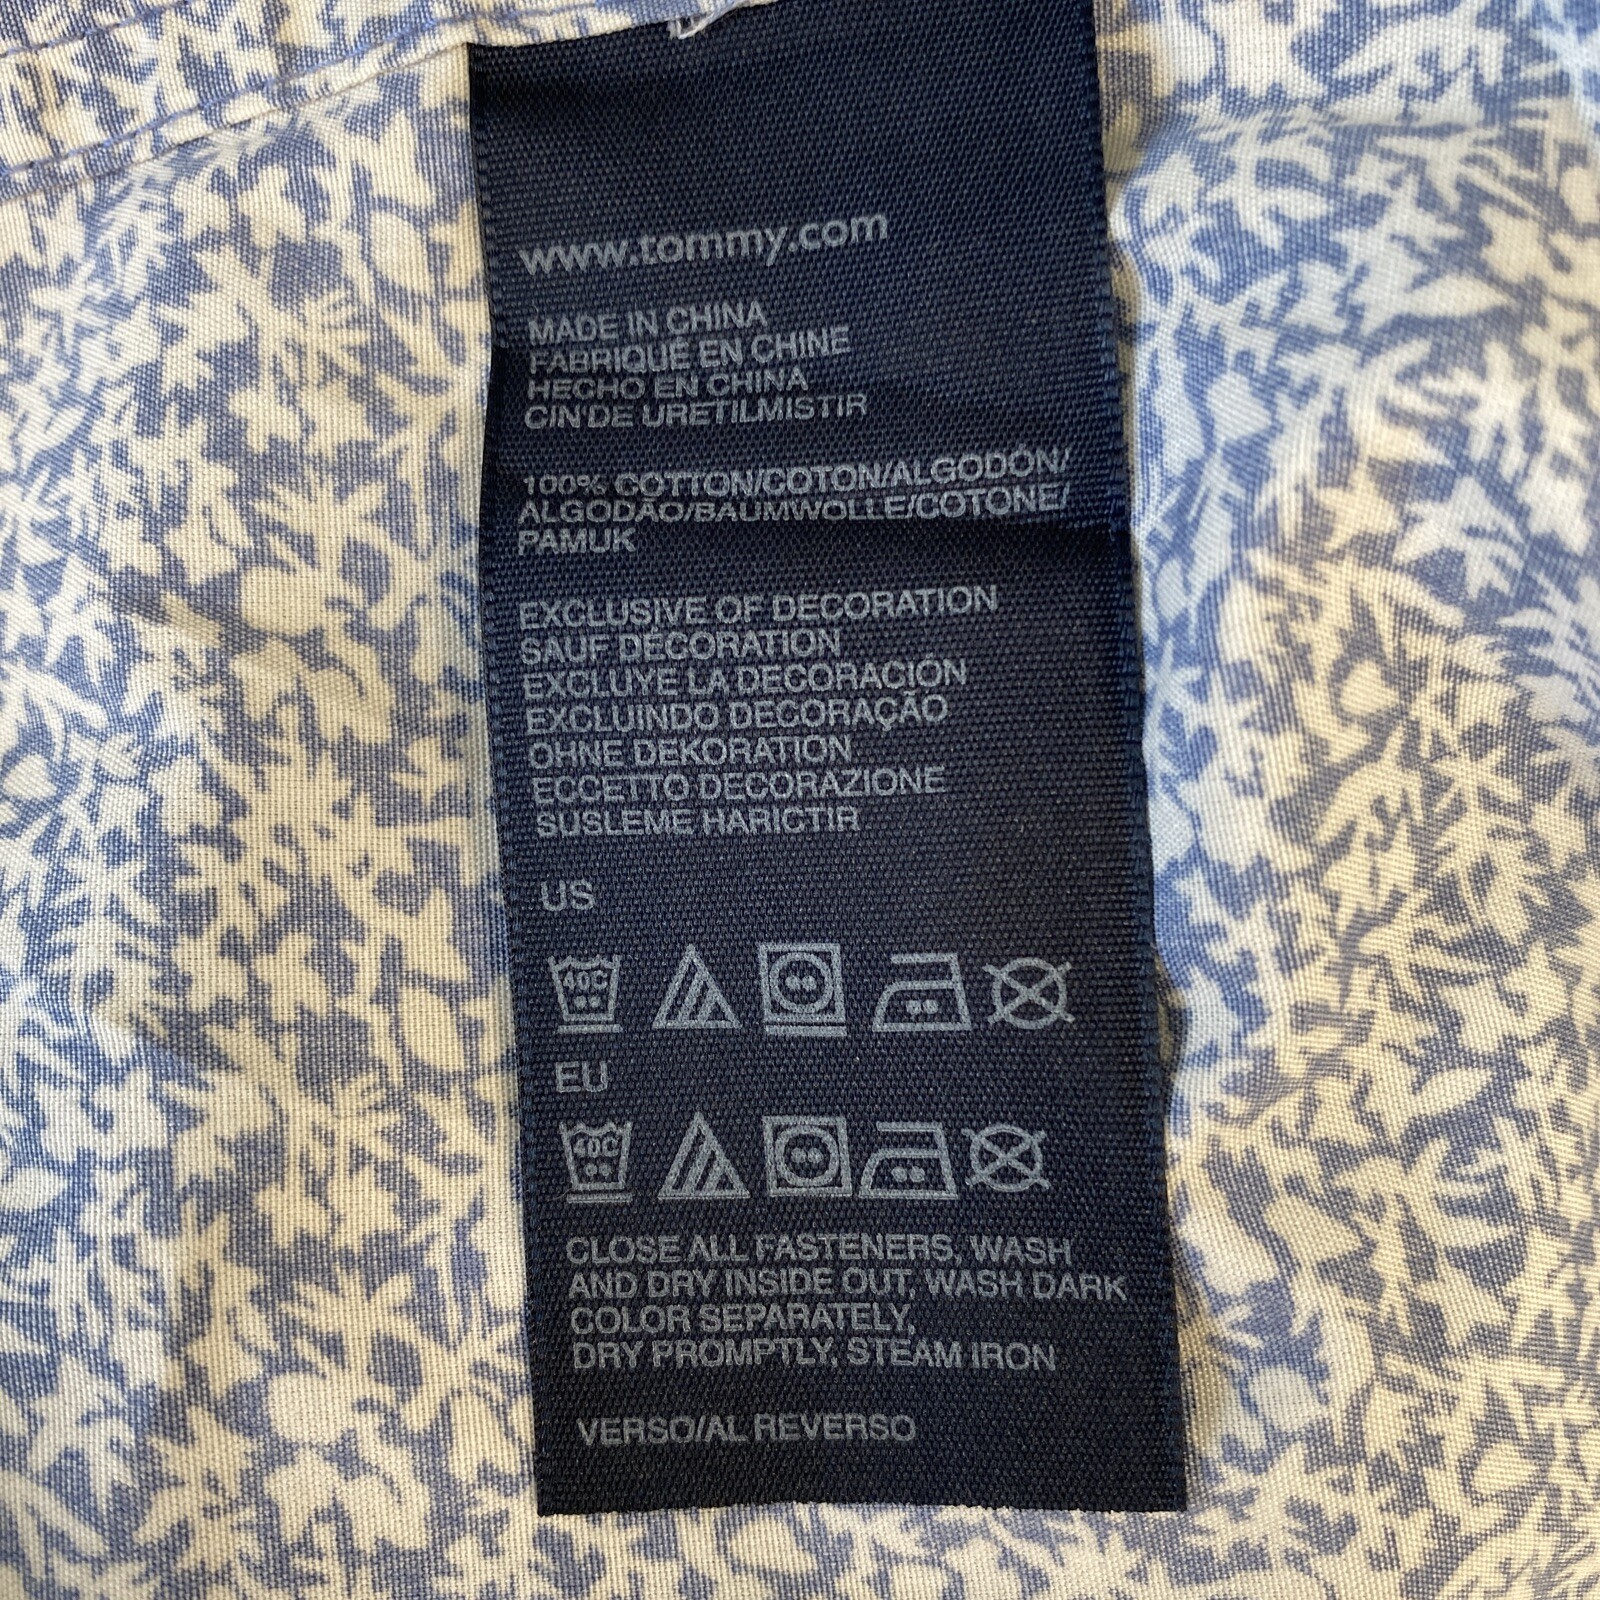 www.tommy.com
MADE IN CHINA
FABRIQUÉ EN CHINE
HECHO EN CHINA
CIN'DE URETILMISTIR
100% COTTON/COTON/ALGODÓN/
ALGODÃO/BAUMWOLLE/COTONE/
PAMUK
EXCLUSIVE OF DECORATION
SAUF DÉCORATION
EXCLUYE LA DECORACIÓN
EXCLUINDO DECORAÇÃO
OHNE DEKORATION
ECCETTO DECORAZIONE
SUSLEME HARICTIR
US
40C
EU
40C
CLOSE ALL FASTENERS, WASH
AND DRY INSIDE OUT, WASH DARK
COLOR SEPARATELY,
DRY PROMPTLY, STEAM IRON
VERSO/AL REVERSO